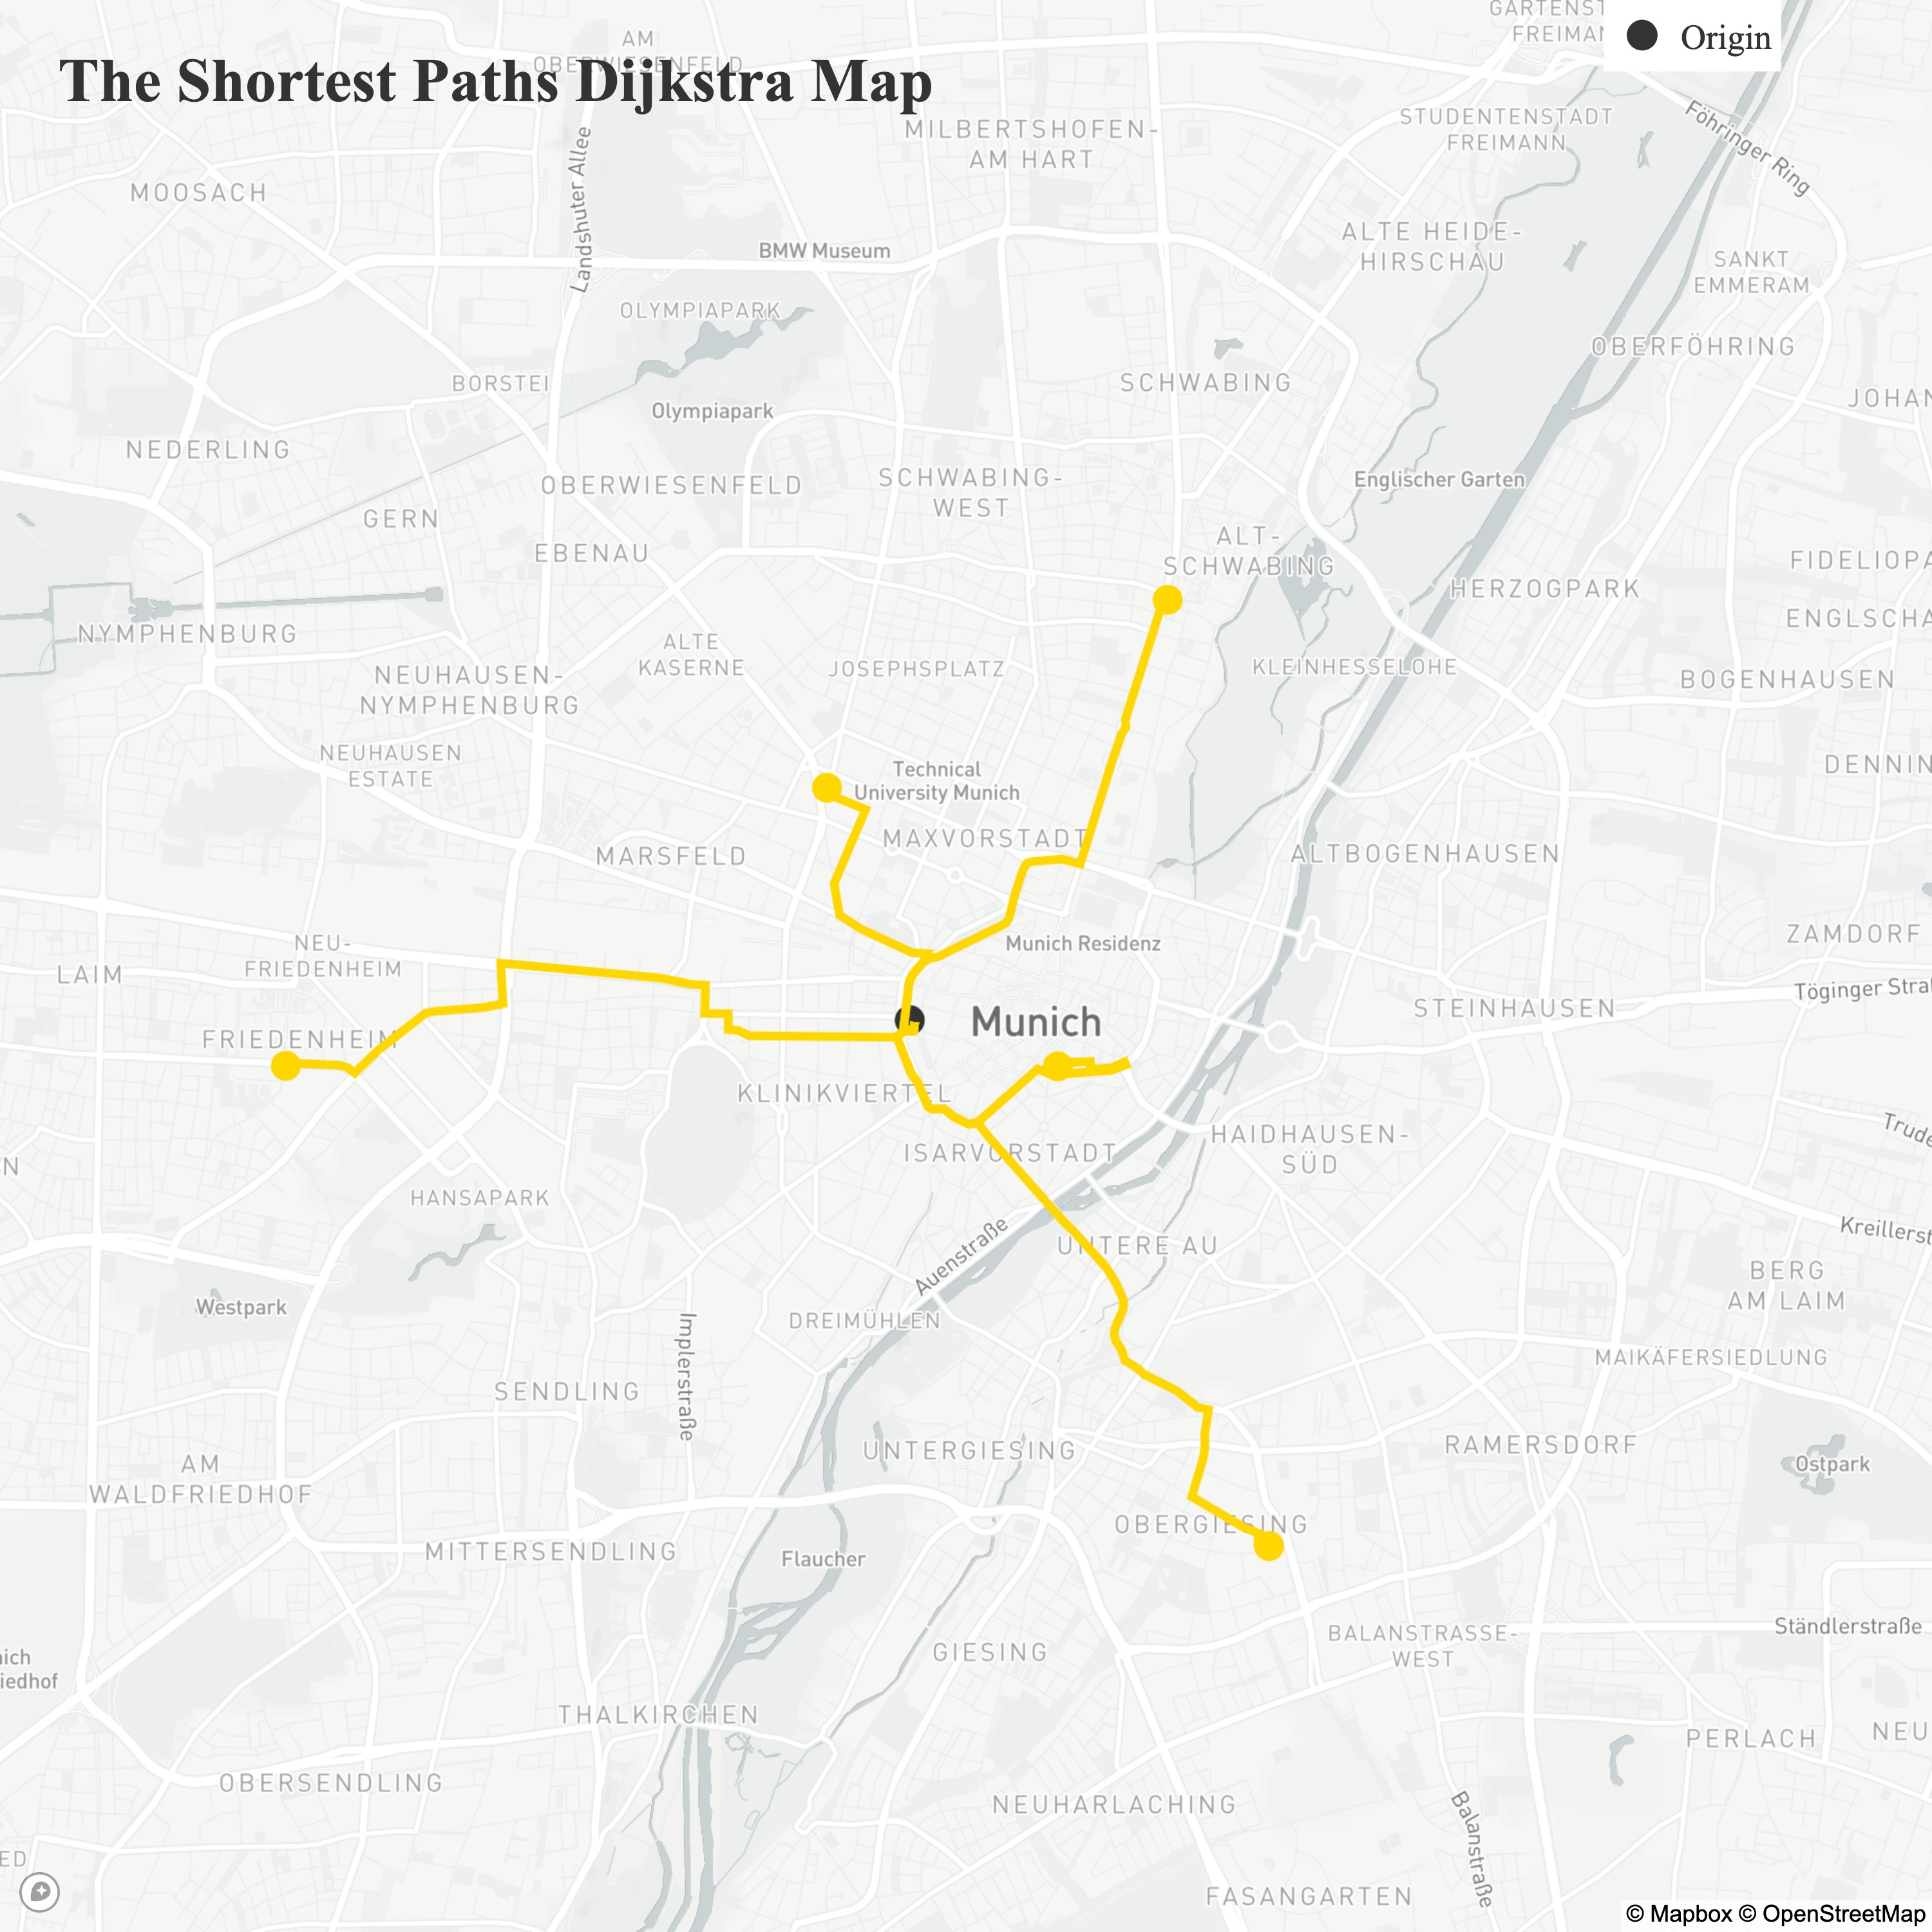 GARTENST
AM
OBERWIESENFELD
FREIMAN
Origin
The Shortest Paths Dijkstra Map
MILBERTSHOFEN-
AM HART
STUDENTENSTADT
FREIMANN
Föhringer Ring
Landshuter Allee
MOOSACH
BMW Museum
ALTE HEIDE-
HIRSCHAU
SANKT
EMMERAM
OLYMPIAPARK
OBERFÖHRING
BORSTEI
SCHWABING
JOHAN
Olympiapark
NEDERLING
OBERWIESENFELD
SCHWABING-
WEST
Englischer Garten
GERN
EBENAU
ALT-
SCHWABING
FIDELIOPA
HERZOGPARK
ENGLSCHA
NYMPHENBURG
ALTE
KASERNE
JOSEPHSPLATZ
KLEINHESSELOHE
NEUHAUSEN-
NYMPHENBURG
BOGENHAUSEN
NEUHAUSEN
ESTATE
Technical
University Munich
DENNIN
MAXVORSTADT
MARSFELD
ALTBOGENHAUSEN
NEU-
FRIEDENHEIM
Munich Residenz
ZAMDORF
LAIM
Töginger Stra
STEINHAUSEN
Munich
FRIEDENHEIM
KLINIKVIERTEL
ISARVORSTADT
HAIDHAUSEN-
SÜD
Trude
N
HANSAPARK
Auenstraße
UNTERE AU
Kreillerst
BERG
AM LAIM
Westpark
DREIMÜHLEN
Implerstraße
MAIKÄFERSIEDLUNG
SENDLING
UNTERGIESING
RAMERSDORF
AM
WALDFRIEDHOF
Ostpark
OBERGIESING
MITTERSENDLING
Flaucher
GIESING
BALANSTRASSE-
WEST
Ständlerstraße
nich
riedhof
THALKIRCHEN
PERLACH
NEU
OBERSENDLING
NEUHARLACHING
Balanstraße
ED
FASANGARTEN
© Mapbox © OpenStreetMap